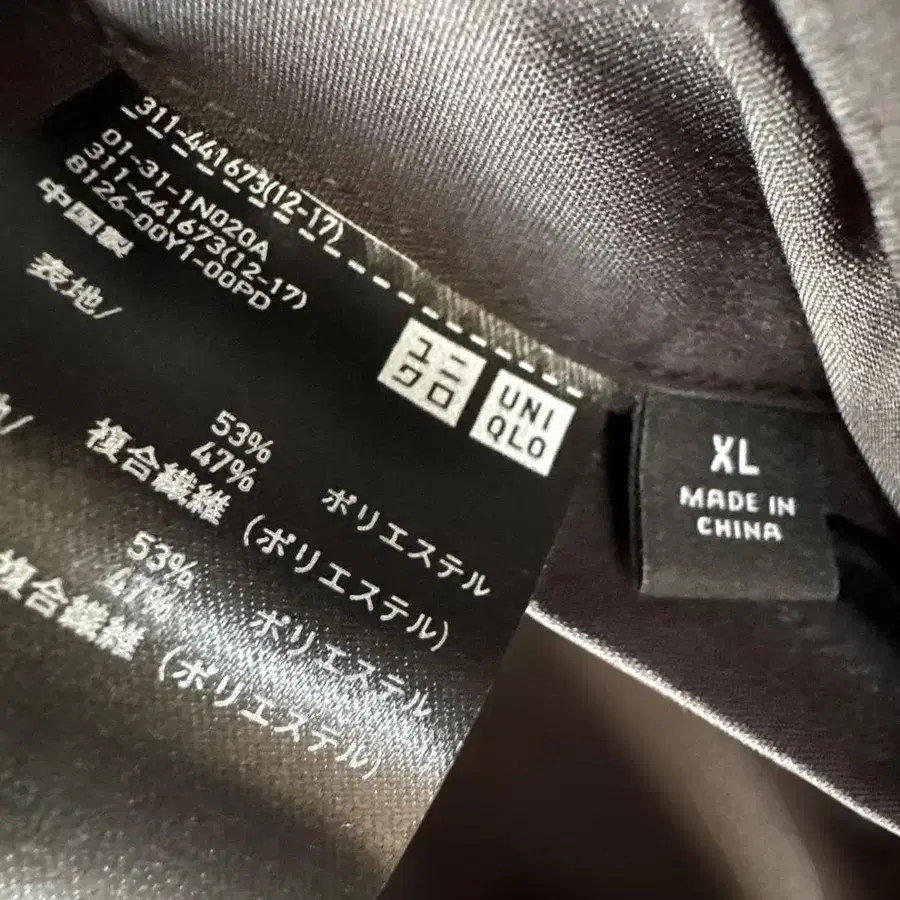 311-441673(12-17)
01-31-1N020A
311-441673(12-17)
8126-00Y1-00PD
中国製
表地/
53% ポリエステル
47% 複合繊維 (ポリエステル)
53% ポリエステル
47% 複合繊維 (ポリエステル)
ユニ
クロ
UNI
QLO
XL
MADE IN
CHINA